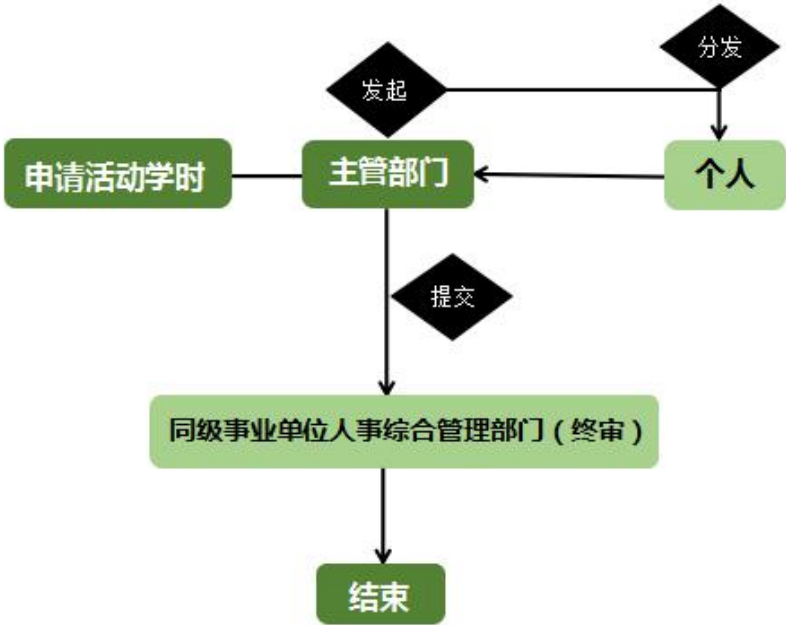 分发
发起
申请活动学时
主管部门
个人
提交
同级事业单位人事综合管理部门（终审）
结束